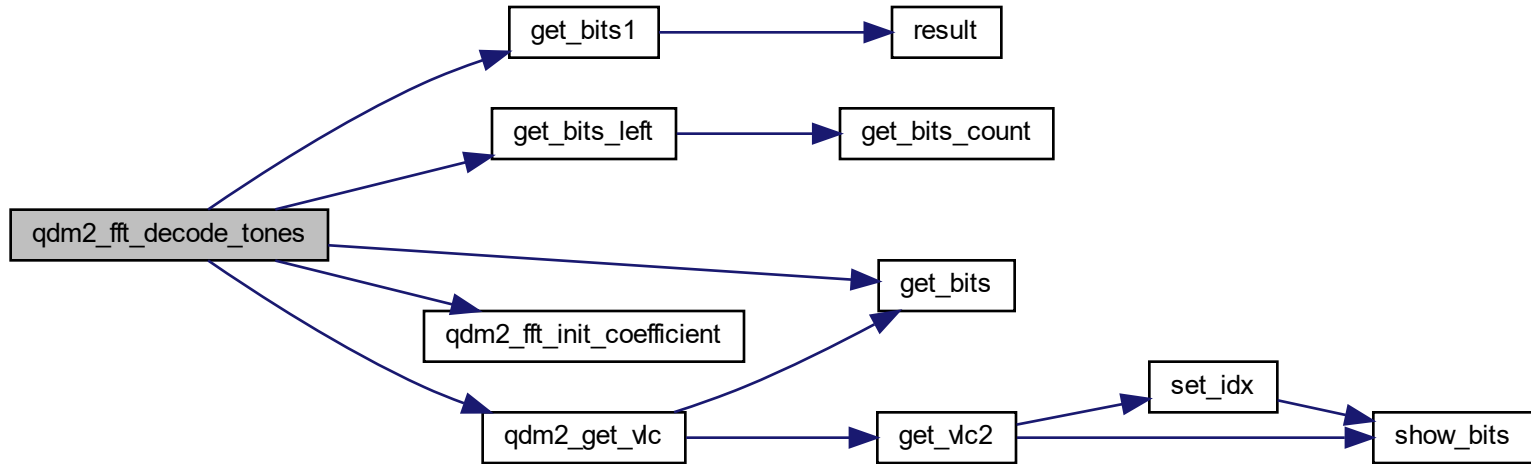 get_bits1
result
get_bits_left
get_bits_count
qdm2_fft_decode_tones
get_bits
qdm2_fft_init_coefficient
set_idx
qdm2_get_vlc
get_vlc2
show_bits